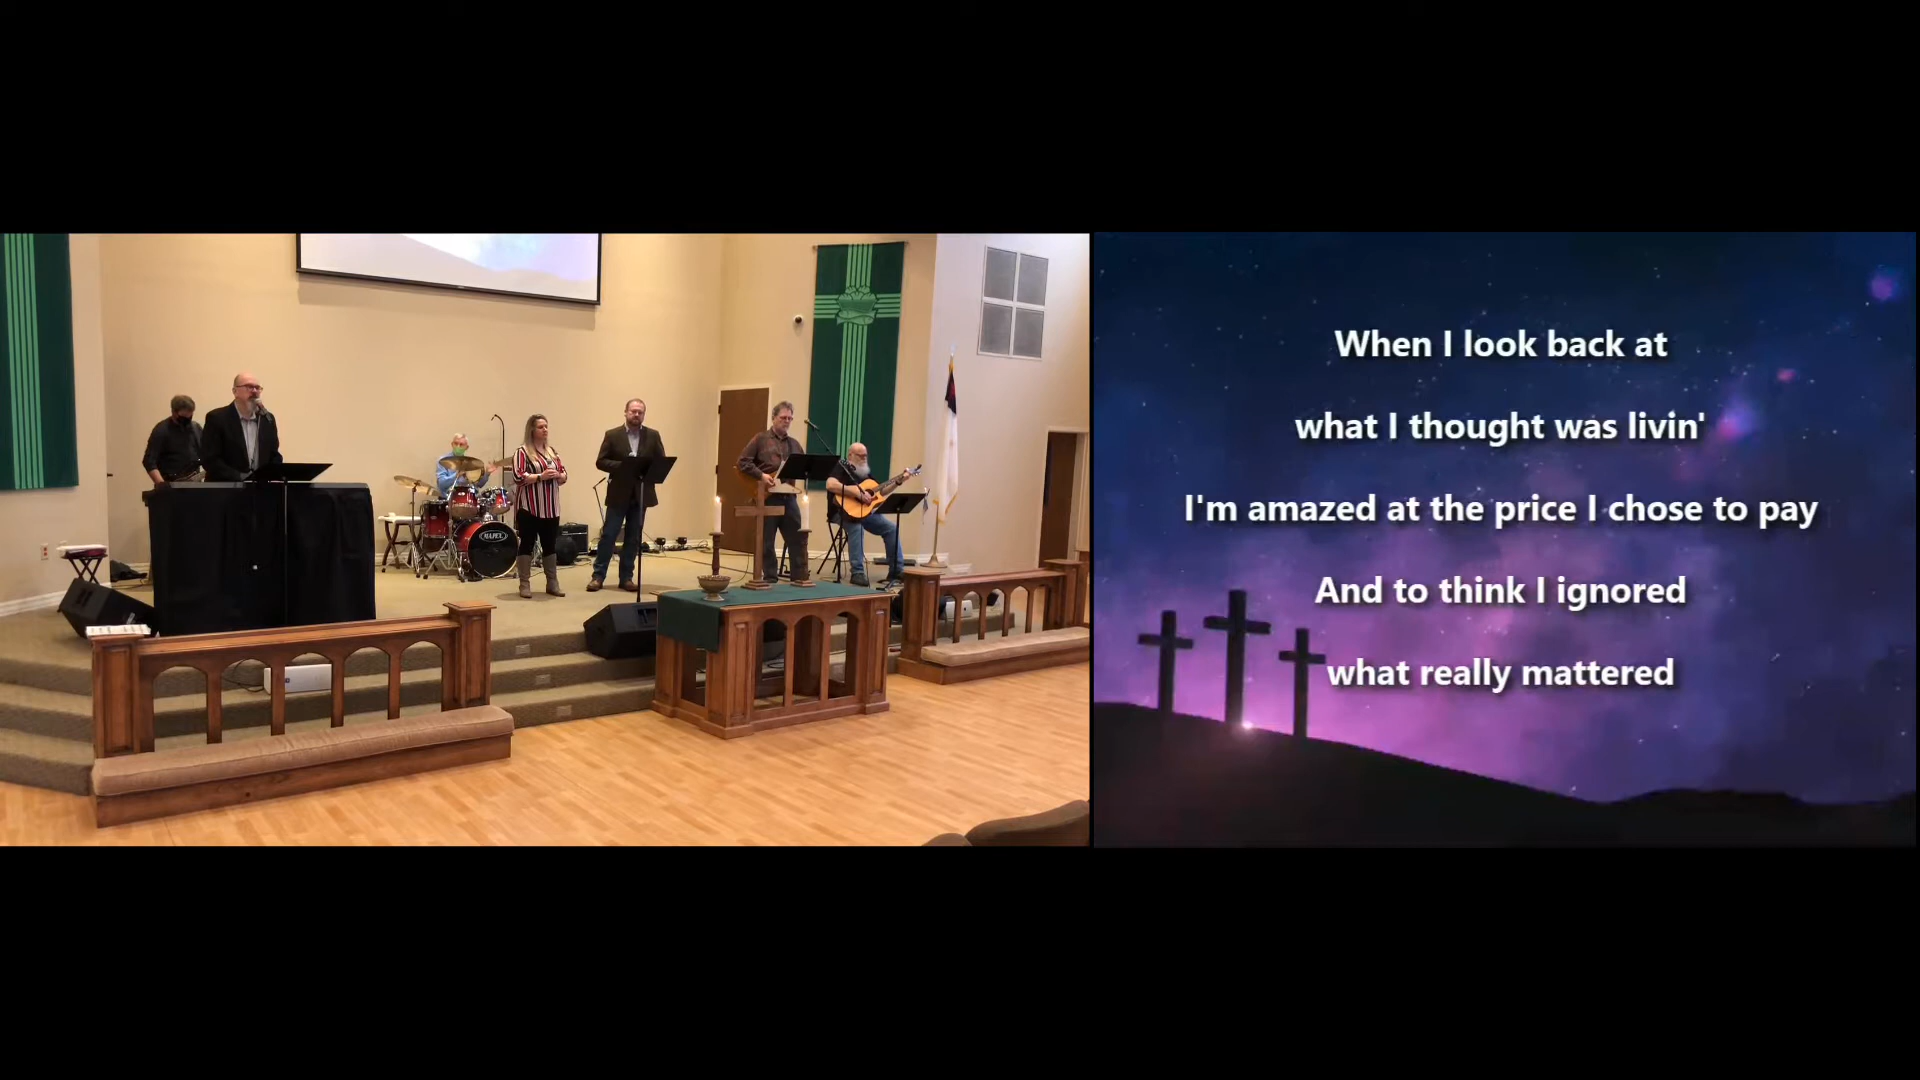 When I look back at
what I thought was livin'
I'm amazed at the price I chose to pay
And to think I ignored
what really mattered
MAPEX